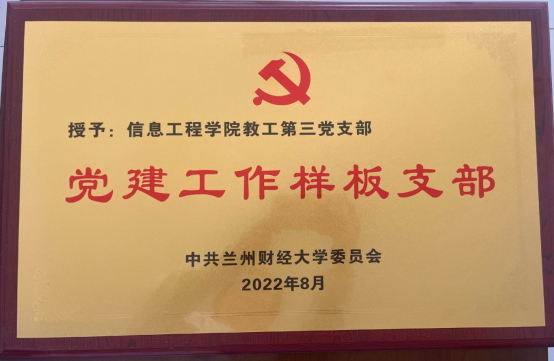 授予：信息工程学院教工第三党支部
党建工作样板支部
中共兰州财经大学委员会
2022年8月